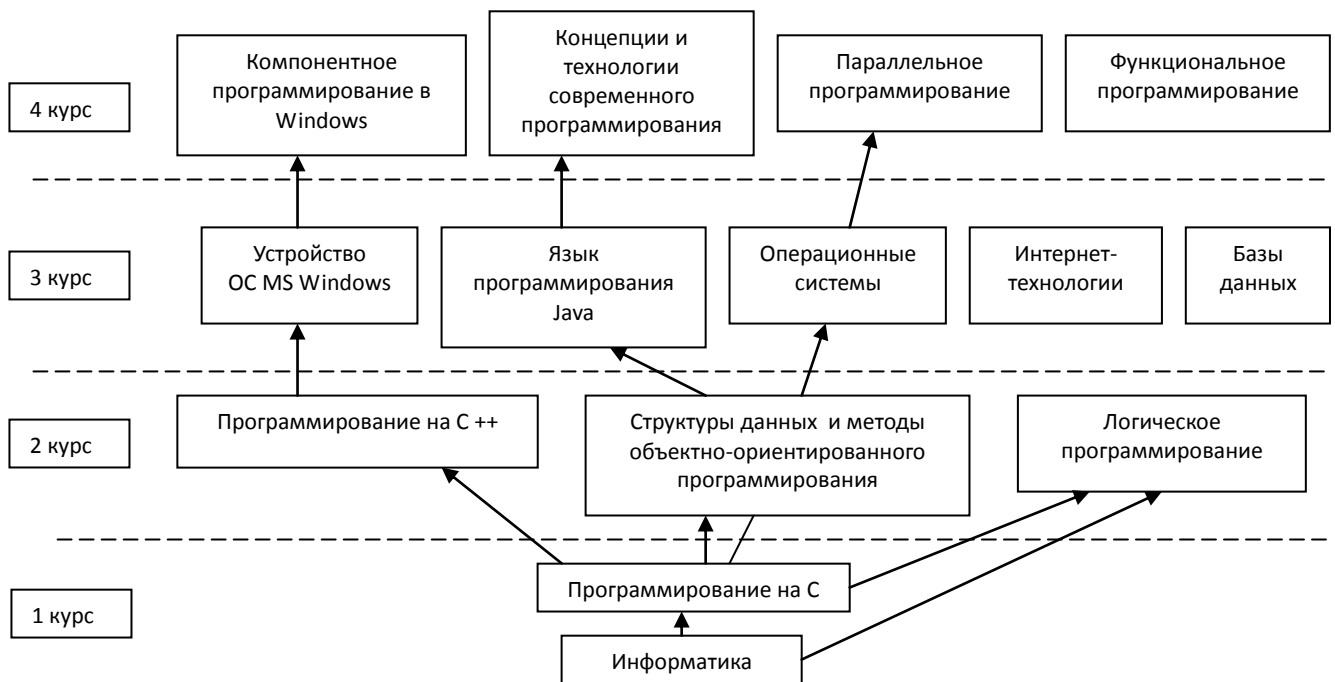 4 курс
Компонентное
программирование в
Windows
Концепции и
технологии
современного
программирования
Параллельное
программирование
Функциональное
программирование
3 курс
Устройство
ОС MS Windows
Язык
программирования
Java
Операционные
системы
Интернет-
технологии
Базы
данных
2 курс
Программирование на С ++
Структуры данных и методы
объектно-ориентированного
программирования
Логическое
программирование
1 курс
Программирование на С
Информатика